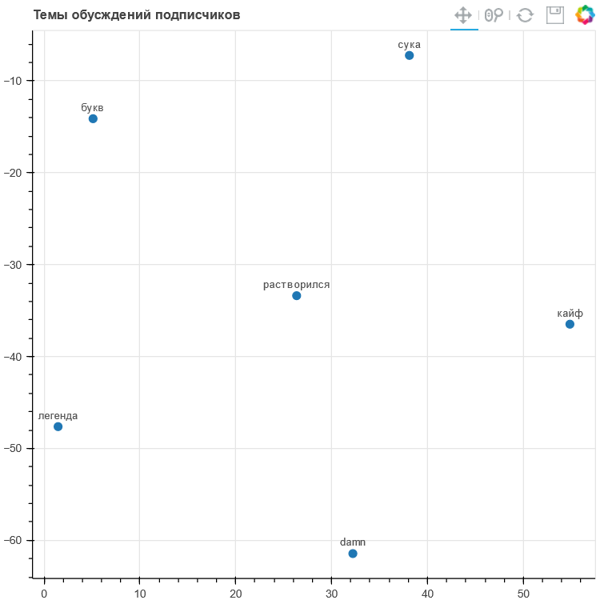 Темы обусждений подписчиков
сука
−10
букв
−20
−30
растворился
кайф
−40
легенда
−50
damn
−60
0 10 20 30 40 50